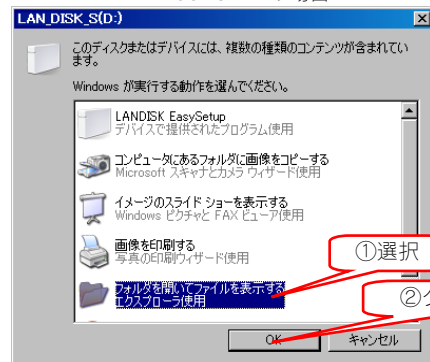 LAN_DISK_S(D:)
このディスクまたはデバイスには、複数の種類のコンテンツが含まれてい
ます。
Windows が実行する動作を選んでください。
LANDISK EasySetup
デバイスで提供されたプログラム使用
コンピュータにあるフォルダに画像をコピーする
Microsoft スキャナとカメラ ウィザード使用
イメージのスライド ショーを表示する
Windows ピクチャと FAX ビューア使用
画像を印刷する
写真の印刷ウィザード使用
①選択
フォルダを開いてファイルを表示する
エクスプローラ使用
②
OK
キャンセル